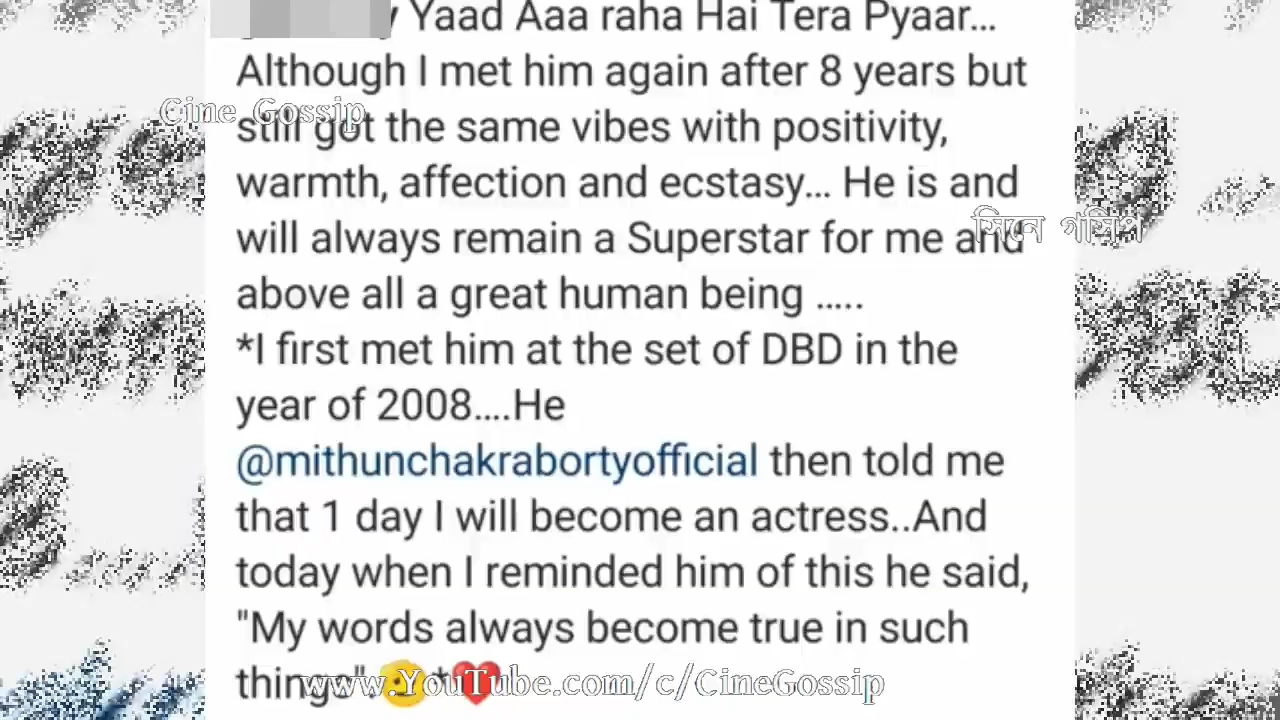 Yaad Aaa raha Hai Tera Pyaar...
Although I met him again after 8 years but
Cine Gossip
still got the same vibes with positivity,
warmth, affection and ecstasy... He is and
will always remain a Superstar for me and
সিনে গসিপ
above all a great human being .....
*I first met him at the set of DBD in the
year of 2008....He
@mithunchakrabortyofficial then told me
that 1 day I will become an actress..And
today when I reminded him of this he said,
"My words always become true in such
things".🫡 *❤️
www.YouTube.com/c/CineGossip